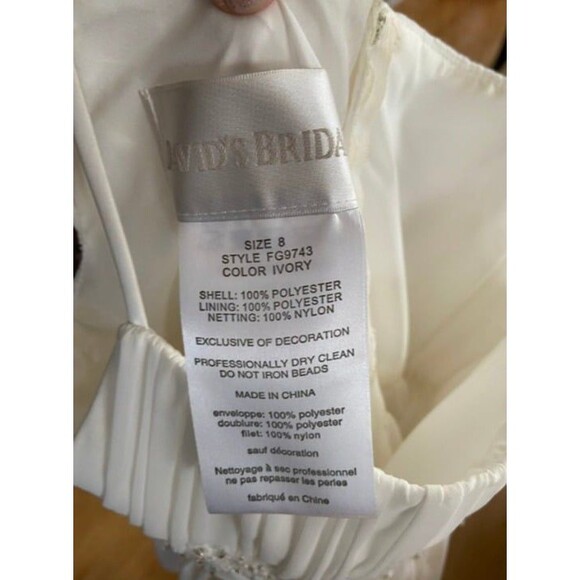 DAVID'S BRIDA
SIZE 8
STYLE FG9743
COLOR IVORY
SHELL: 100% POLYESTER
LINING: 100% POLYESTER
NETTING: 100% NYLON
EXCLUSIVE OF DECORATION
PROFESSIONALLY DRY CLEAN
DO NOT IRON BEADS
MADE IN CHINA
enveloppe: 100% polyester
doublure: 100% polyester
filet: 100% nylon
sauf décoration
Nettoyage à sec professionnel
ne pas repasser les perles
fabriqué en Chine